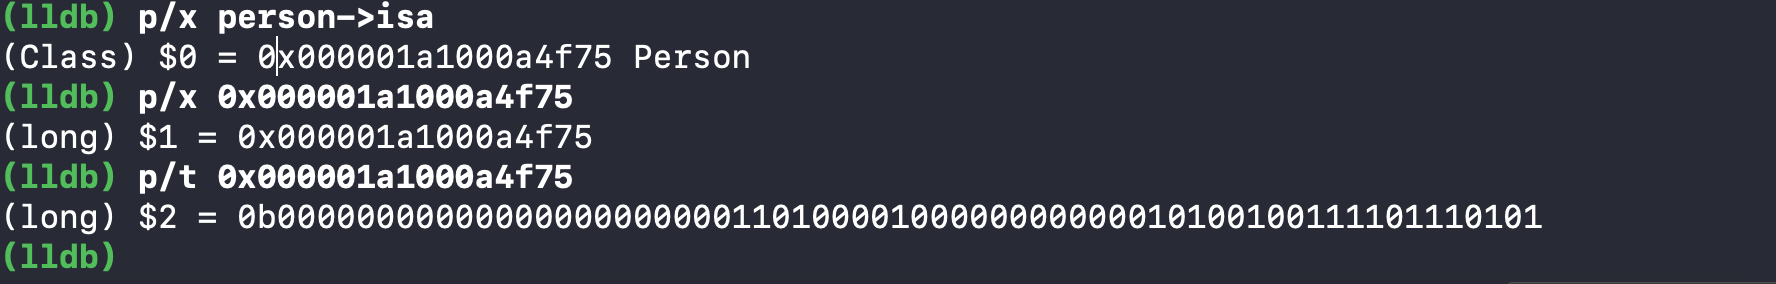 (lldb) p/x person->isa
(Class) $0 = 0x000001a1000a4f75 Person
(lldb) p/x 0x000001a1000a4f75
(long) $1 = 0x000001a1000a4f75
(lldb) p/t 0x000001a1000a4f75
(long) $2 = 0b0000000000000000000000011010000100000000000010100100111101110101
(lldb)